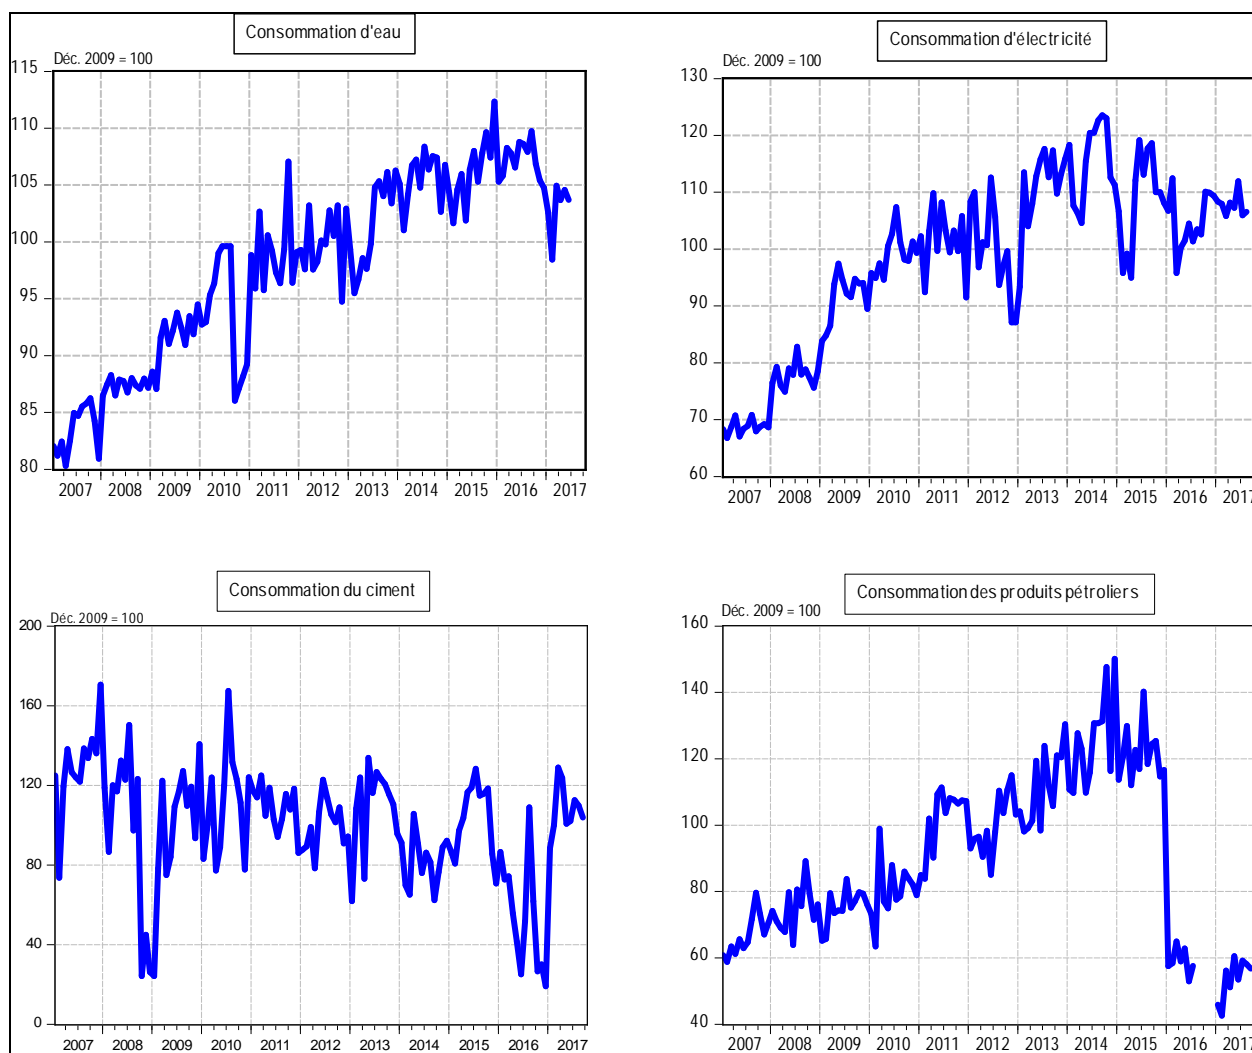 Consommation d'eau
Déc. 2009 = 100
115
110
105
100
95
90
85
80
2007 2008 2009 2010 2011 2012 2013 2014 2015 2016 2017
Consommation d'électricité
Déc. 2009 = 100
130
120
110
100
90
80
70
60
2007 2008 2009 2010 2011 2012 2013 2014 2015 2016 2017
Consommation du ciment
Déc. 2009 = 100
200
160
120
80
40
0
2007 2008 2009 2010 2011 2012 2013 2014 2015 2016 2017
Consommation des produits pétroliers
Déc. 2009 = 100
160
140
120
100
80
60
40
2007 2008 2009 2010 2011 2012 2013 2014 2015 2016 2017